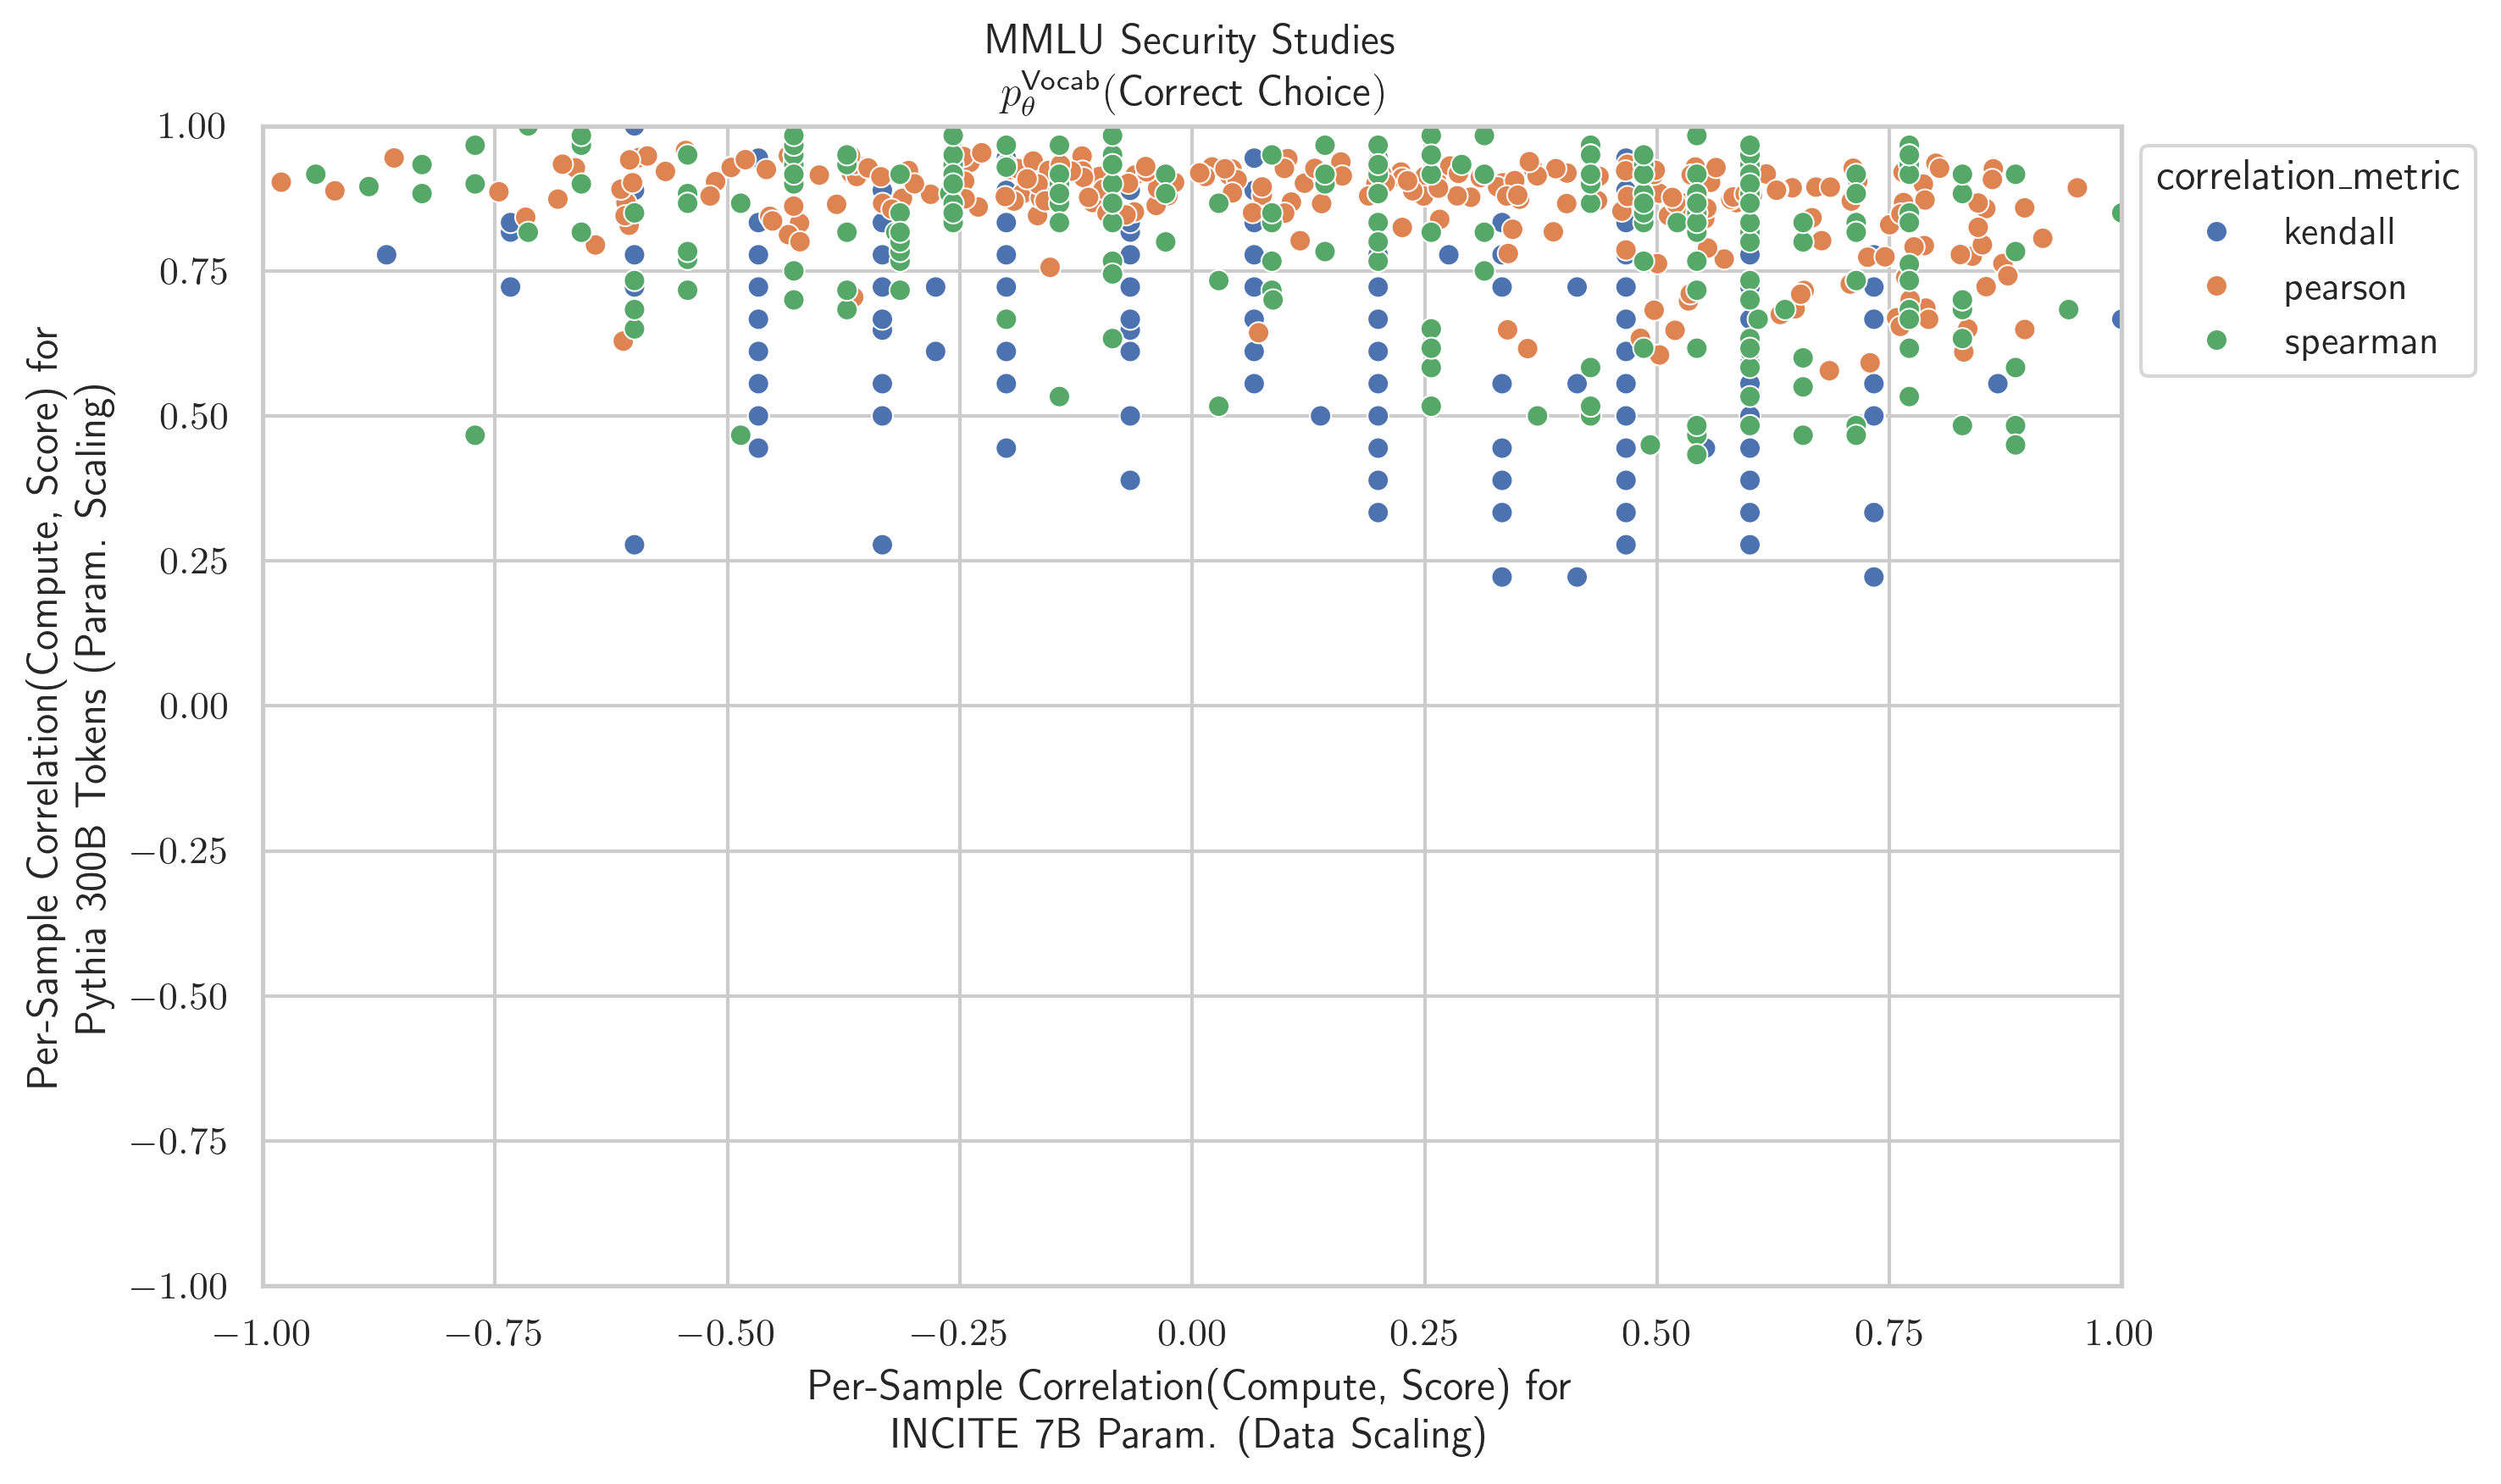 MMLU Security Studies
p_θ^Vocab(Correct Choice)
1.00
0.75
0.50
0.25
0.00
−0.25
−0.50
−0.75
−1.00
Per-Sample Correlation(Compute, Score) for
Pythia 300B Tokens (Param. Scaling)
correlation_metric
kendall
pearson
spearman
−1.00 −0.75 −0.50 −0.25 0.00 0.25 0.50 0.75 1.00
Per-Sample Correlation(Compute, Score) for
INCITE 7B Param. (Data Scaling)